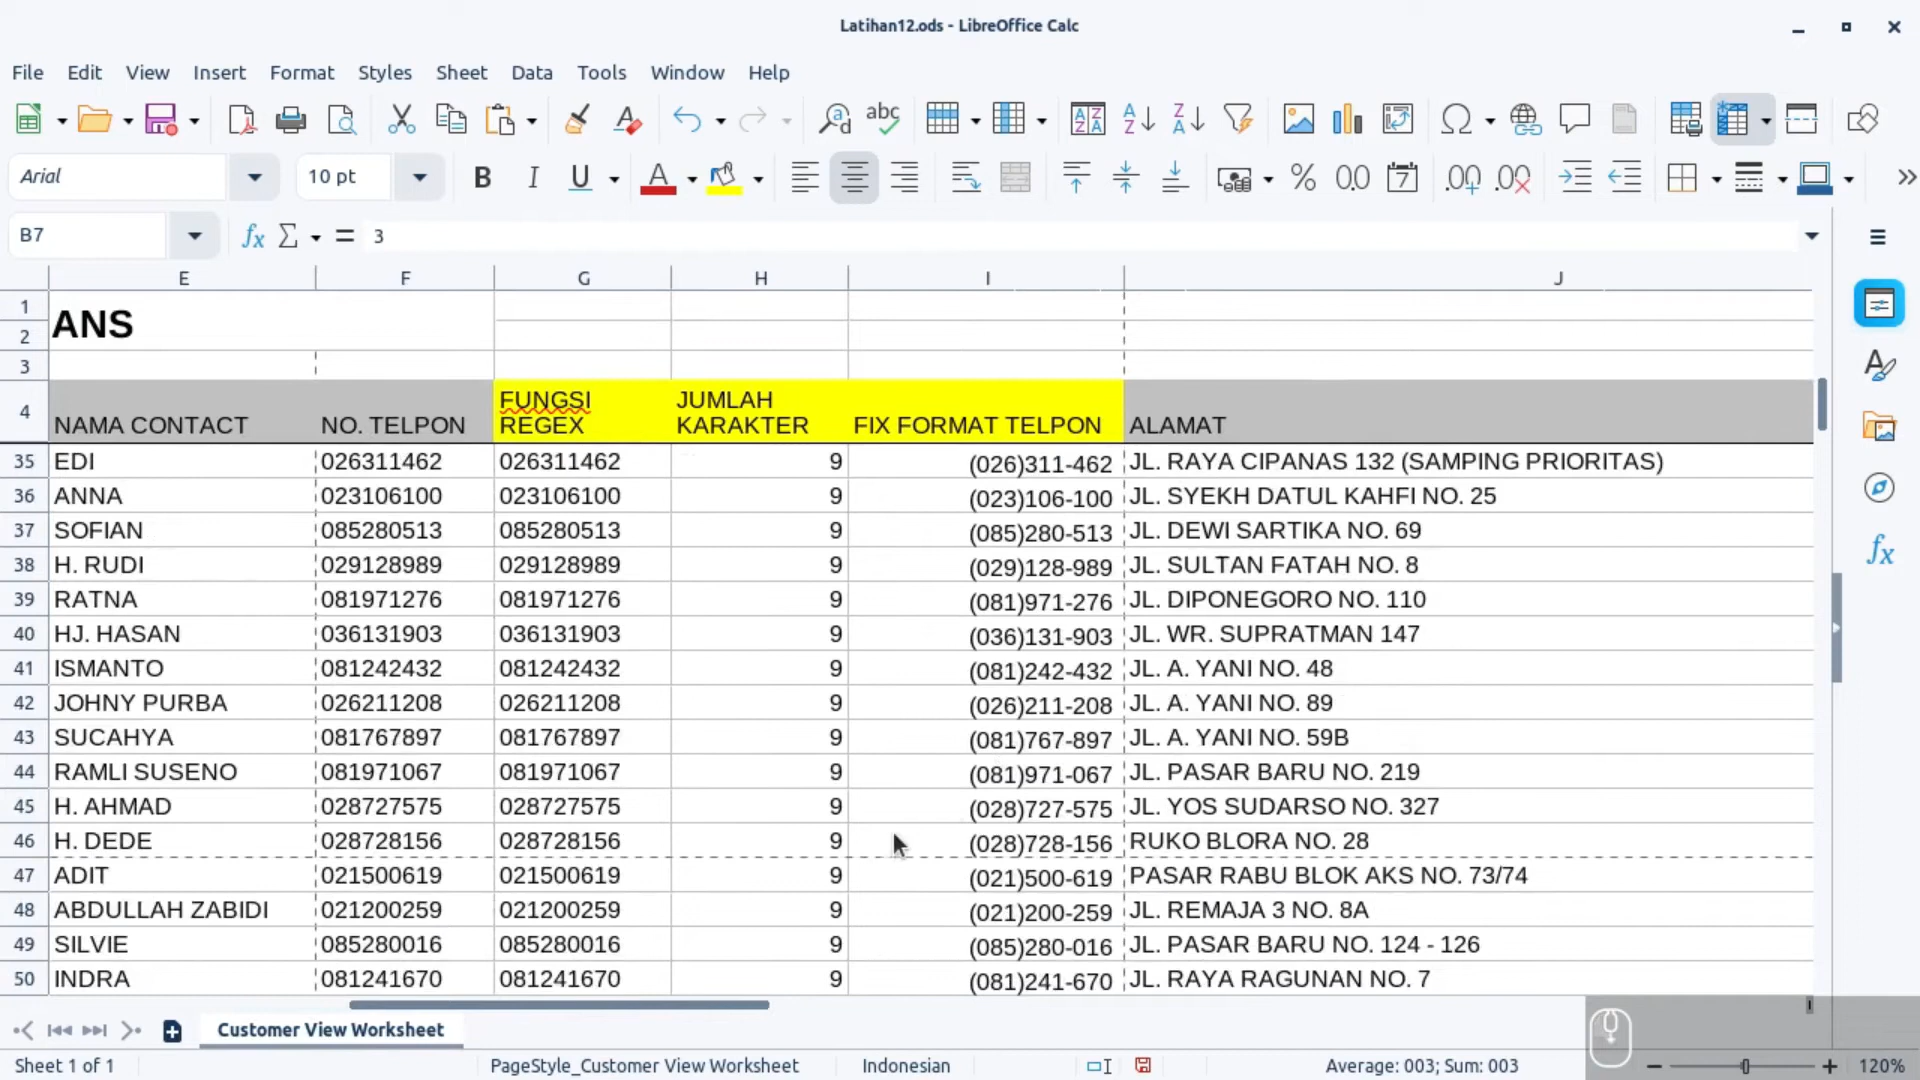 Latihan12.ods - LibreOffice Calc
File Edit View Insert Format Styles Sheet Data Tools Window Help
Arial 10 pt
B7 3
E F G H I J
1 ANS
2
3
4 NAMA CONTACT NO. TELPON FUNGSI REGEX JUMLAH KARAKTER FIX FORMAT TELPON ALAMAT
35 EDI 026311462 026311462 9 (026)311-462 JL. RAYA CIPANAS 132 (SAMPING PRIORITAS)
36 ANNA 023106100 023106100 9 (023)106-100 JL. SYEKH DATUL KAHFI NO. 25
37 SOFIAN 085280513 085280513 9 (085)280-513 JL. DEWI SARTIKA NO. 69
38 H. RUDI 029128989 029128989 9 (029)128-989 JL. SULTAN FATAH NO. 8
39 RATNA 081971276 081971276 9 (081)971-276 JL. DIPONEGORO NO. 110
40 HJ. HASAN 036131903 036131903 9 (036)131-903 JL. WR. SUPRATMAN 147
41 ISMANTO 081242432 081242432 9 (081)242-432 JL. A. YANI NO. 48
42 JOHNY PURBA 026211208 026211208 9 (026)211-208 JL. A. YANI NO. 89
43 SUCAHYA 081767897 081767897 9 (081)767-897 JL. A. YANI NO. 59B
44 RAMLI SUSENO 081971067 081971067 9 (081)971-067 JL. PASAR BARU NO. 219
45 H. AHMAD 028727575 028727575 9 (028)727-575 JL. YOS SUDARSO NO. 327
46 H. DEDE 028728156 028728156 9 (028)728-156 RUKO BLORA NO. 28
47 ADIT 021500619 021500619 9 (021)500-619 PASAR RABU BLOK AKS NO. 73/74
48 ABDULLAH ZABIDI 021200259 021200259 9 (021)200-259 JL. REMAJA 3 NO. 8A
49 SILVIE 085280016 085280016 9 (085)280-016 JL. PASAR BARU NO. 124 - 126
50 INDRA 081241670 081241670 9 (081)241-670 JL. RAYA RAGUNAN NO. 7
Customer View Worksheet
Sheet 1 of 1 PageStyle_Customer View Worksheet Indonesian Average: 003; Sum: 003 120%